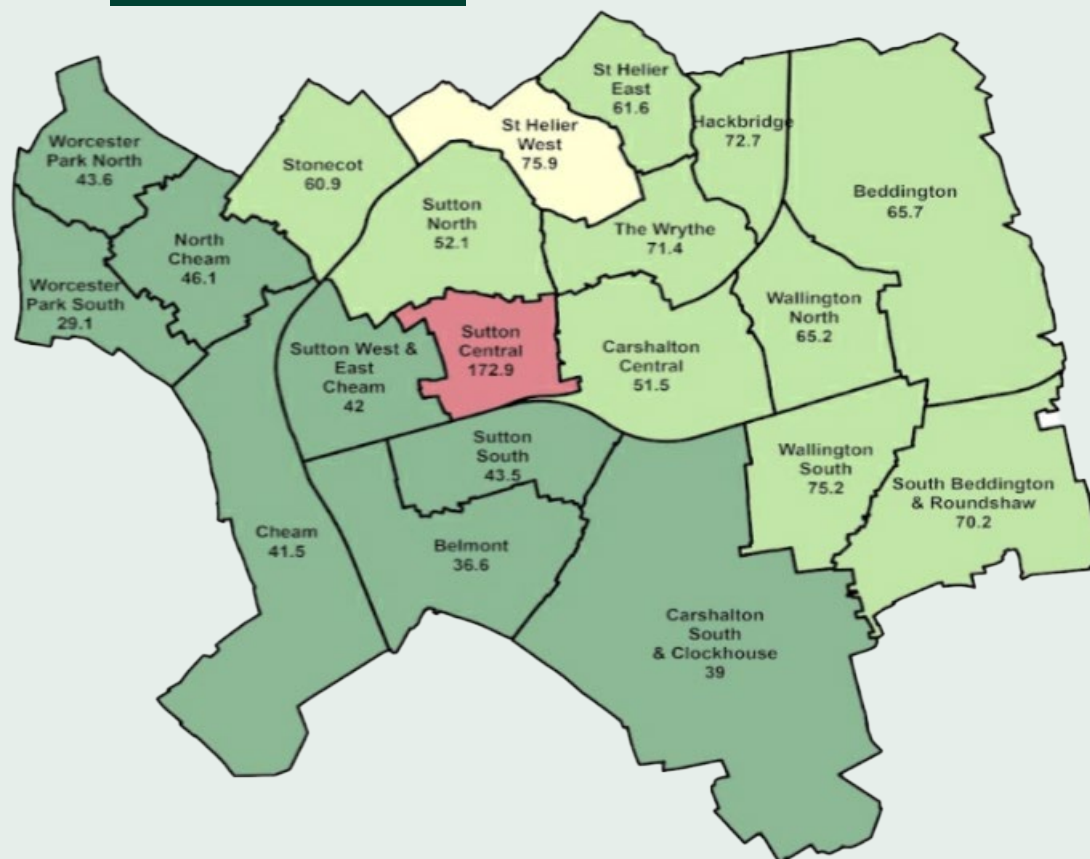 St Helier
East
61.6
Hackbridge
72.7
St Helier
West
75.9
Worcester
Park North
43.6
Stonecot
60.9
Beddington
65.7
Sutton
North
52.1
The Wrythe
71.4
North
Cheam
46.1
Worcester
Park South
29.1
Wallington
North
65.2
Sutton West &
East
Cheam
42
Sutton
Central
172.9
Carshalton
Central
51.5
Sutton
South
43.5
Wallington
South
75.2
South Beddington
& Roundshaw
70.2
Cheam
41.5
Belmont
36.6
Carshalton
South
& Clockhouse
39